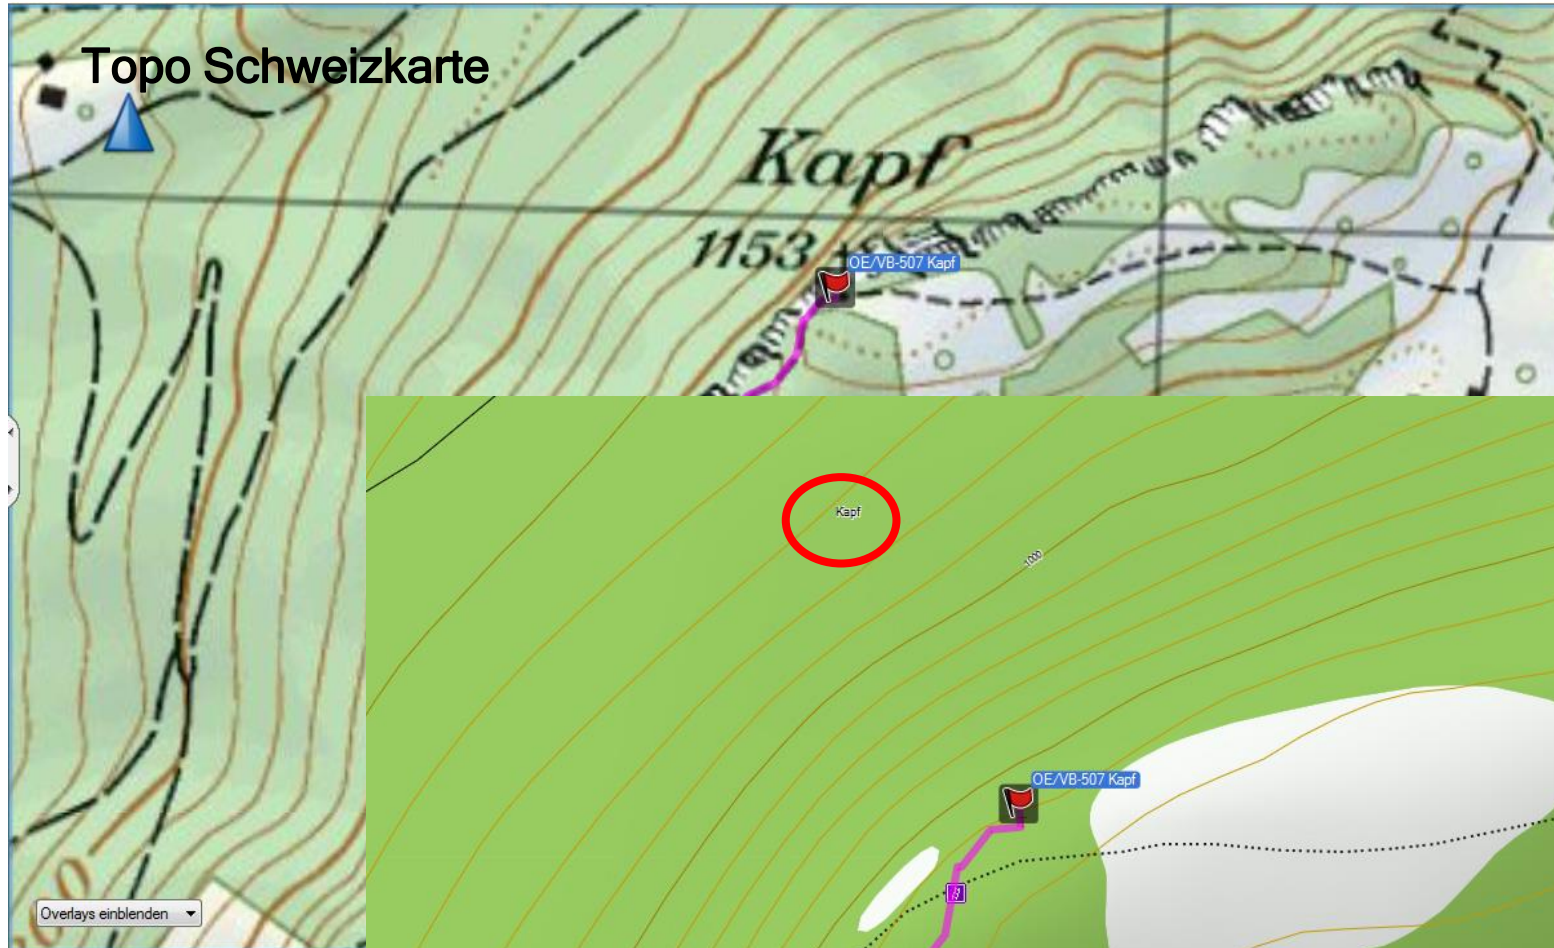 Topo Schweizkarte
Kapf
1153
OE/VB-507 Kapf
Kapf
1000
OE/VB-507 Kapf
Overlays einblenden